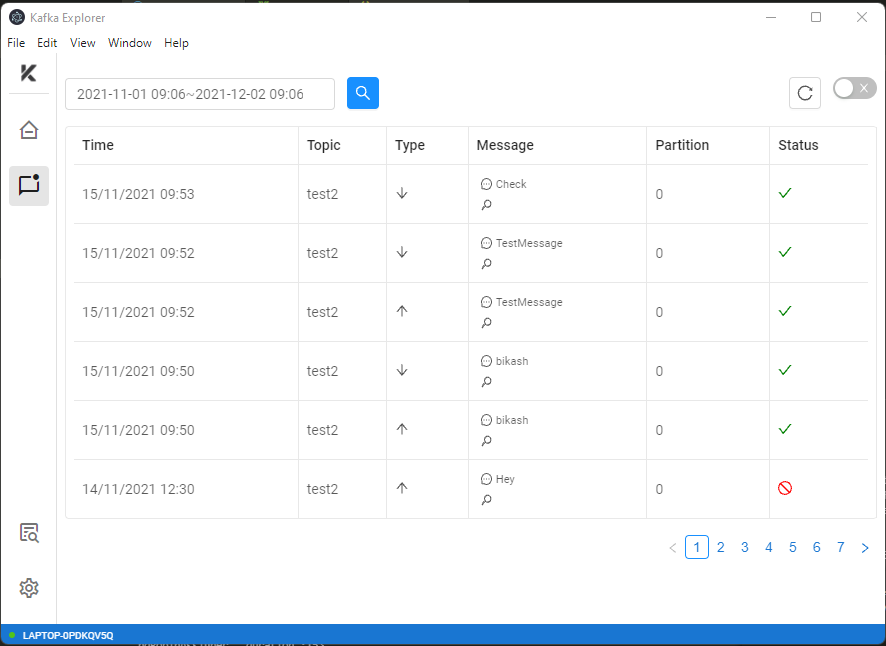 Kafka Explorer
File Edit View Window Help
2021-11-01 09:06~2021-12-02 09:06
X
Time Topic Type Message Partition Status
15/11/2021 09:53 test2 Check 0
15/11/2021 09:52 test2 TestMessage 0
15/11/2021 09:52 test2 TestMessage 0
15/11/2021 09:50 test2 bikash 0
15/11/2021 09:50 test2 bikash 0
14/11/2021 12:30 test2 Hey 0
< 1 2 3 4 5 6 7 >
LAPTOP-0PDKQV5Q